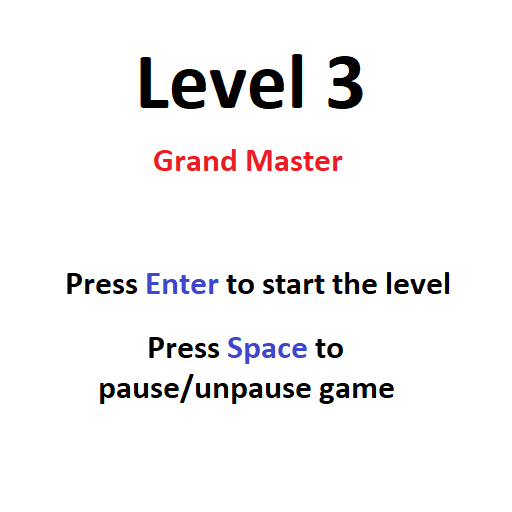 Level 3
Grand Master
Press Enter to start the level
Press Space to
pause/unpause game